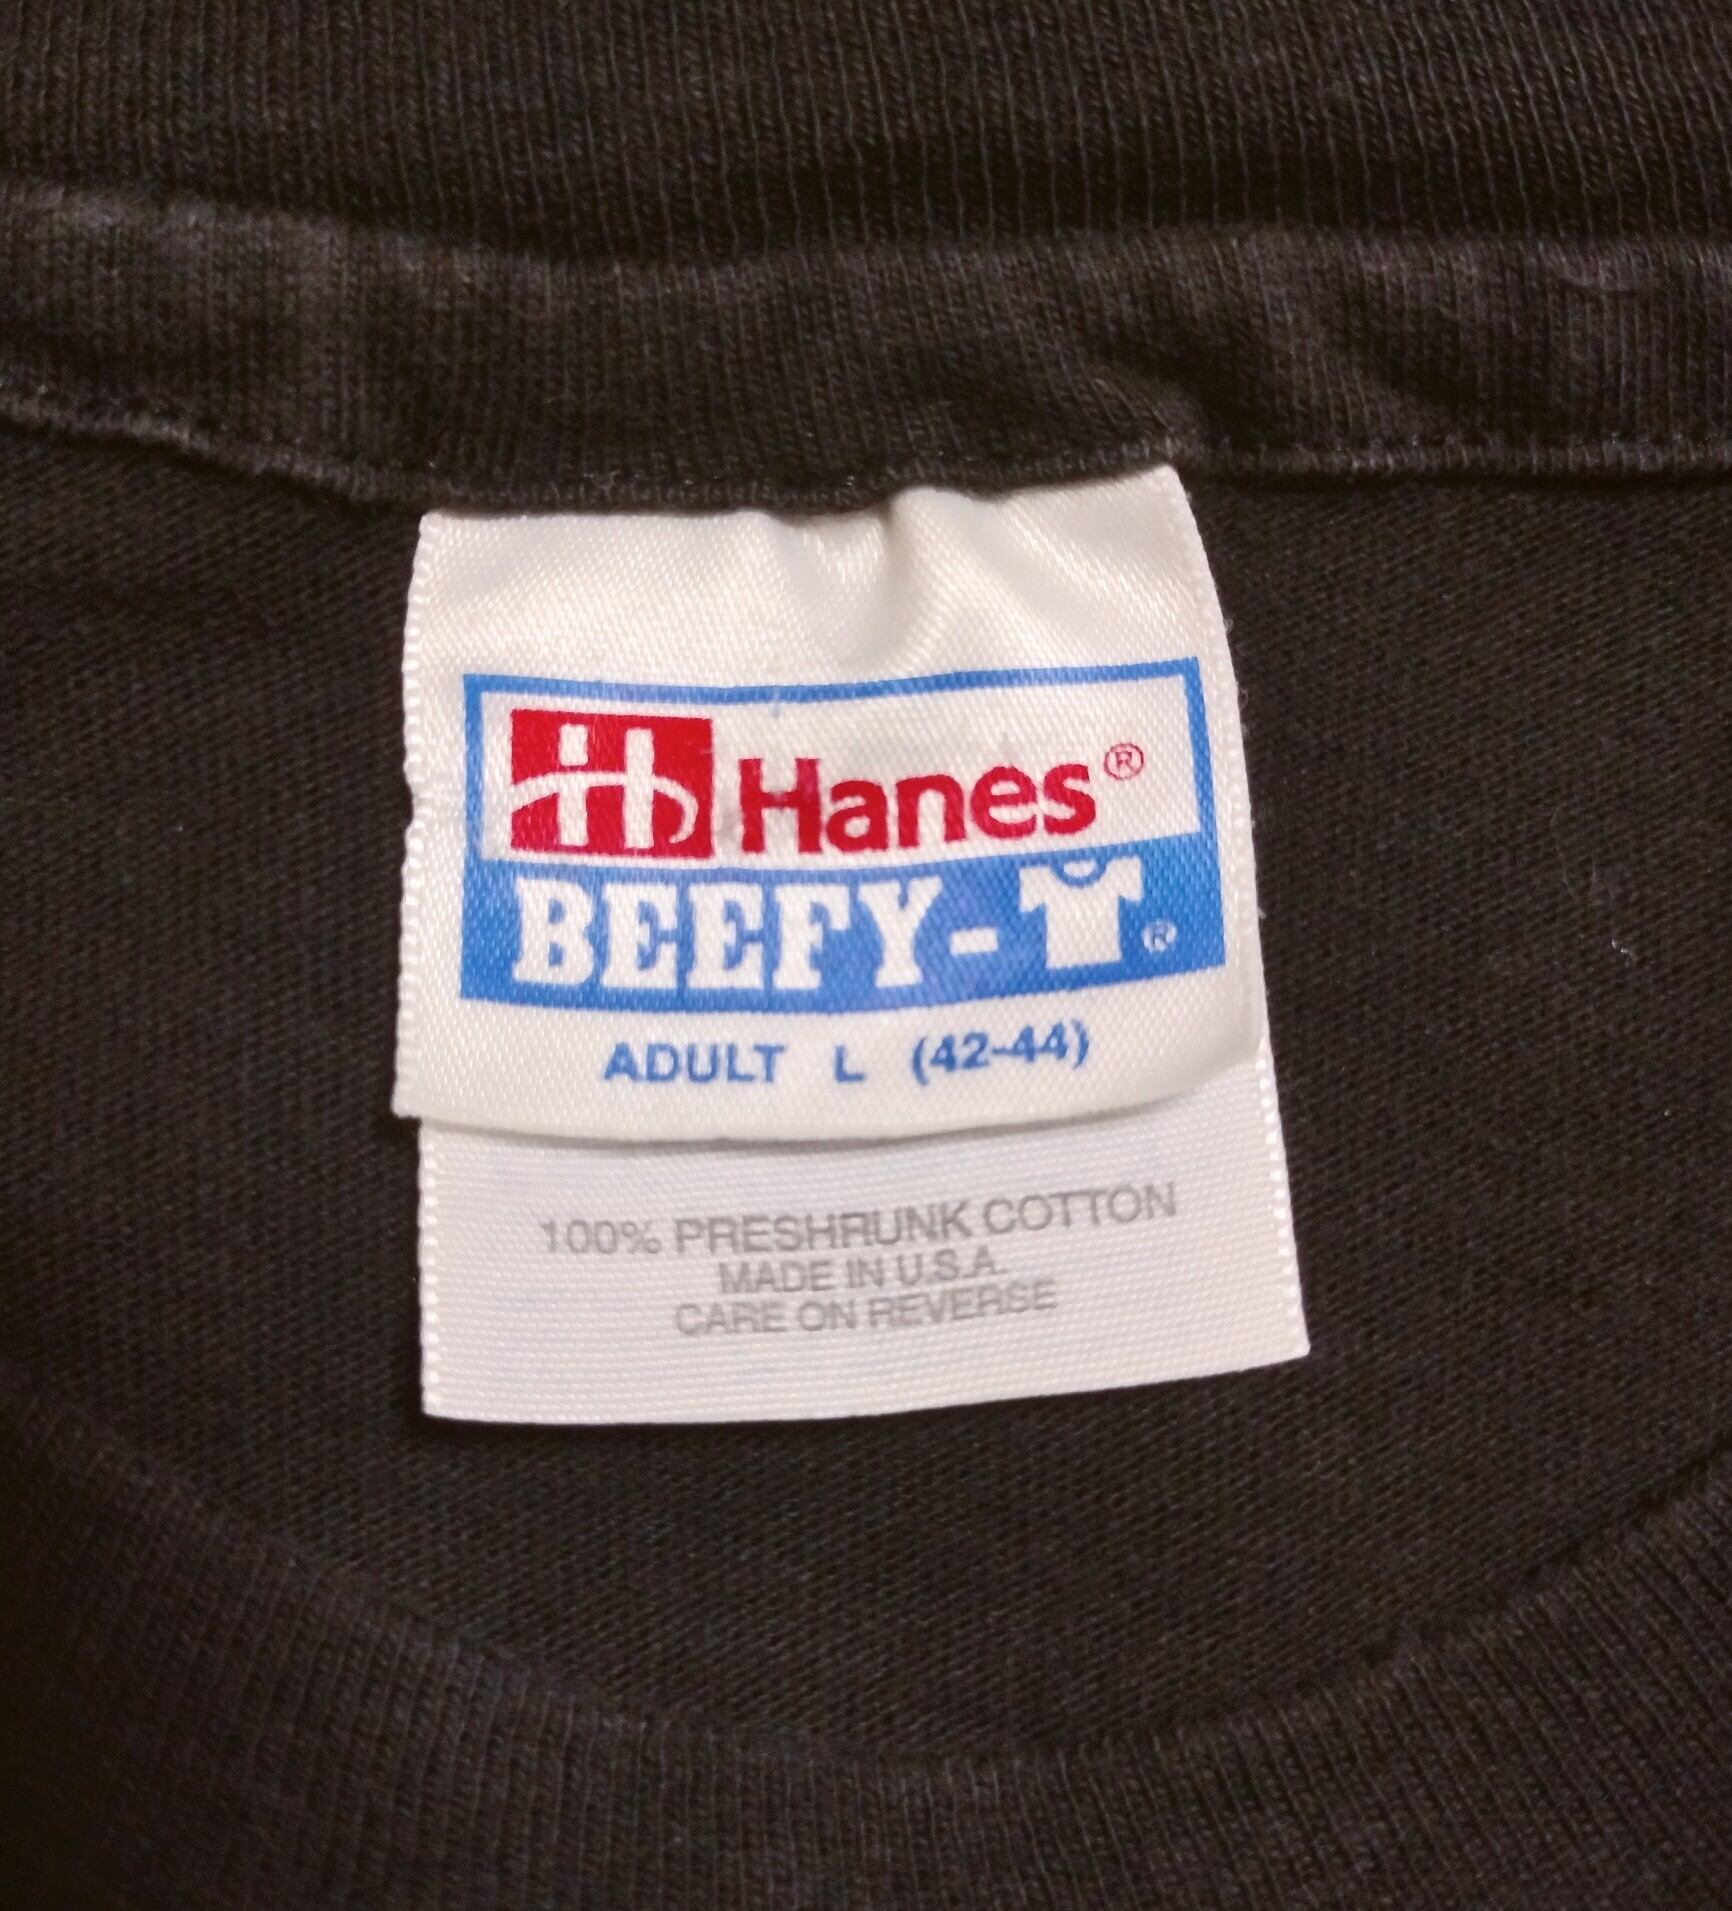 H Hanes®
BEEFY-T®
ADULT L (42-44)
100% PRESHRUNK COTTON
MADE IN U.S.A.
CARE ON REVERSE